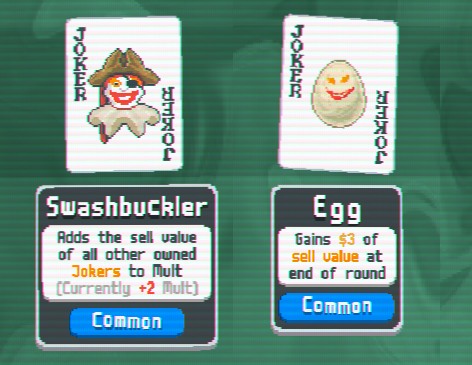 JOKER
JOKER
Swashbuckler
Adds the sell value
of all other owned
Jokers to Mult
(Currently +2 Mult)
Common
JOKER
JOKER
Egg
Gains $3 of
sell value at
end of round
Common